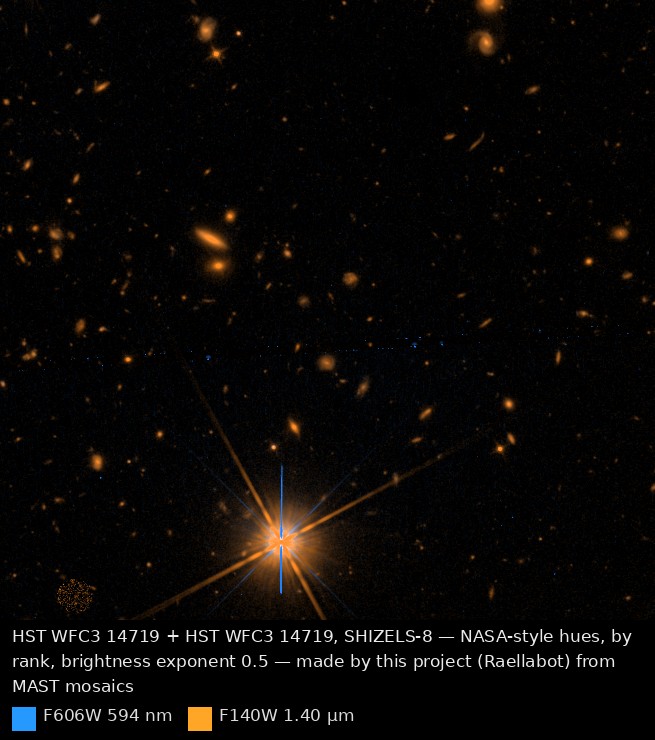 HST WFC3 14719 + HST WFC3 14719, SHIZELS-8 — NASA-style hues, by
rank, brightness exponent 0.5 — made by this project (Raellabot) from
MAST mosaics
F606W 594 nm F140W 1.40 µm